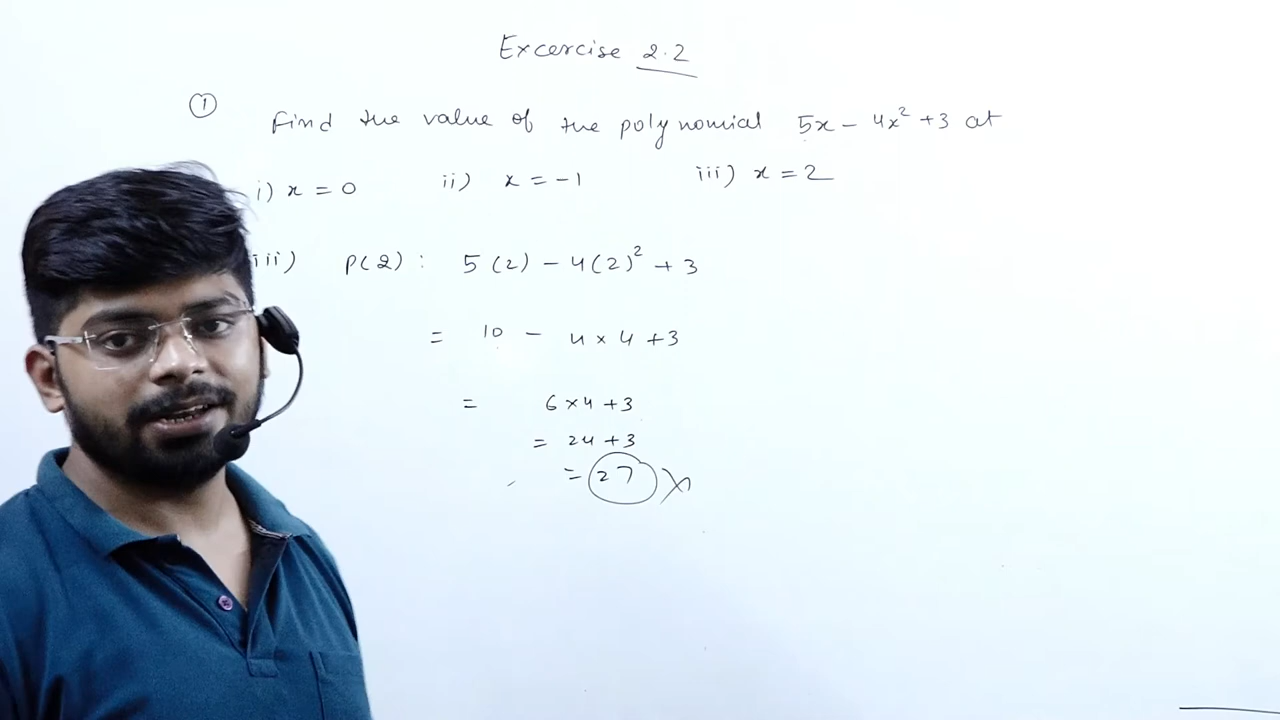 Excercise 2.2
① Find the value of the polynomial 5x - 4x² + 3 at
i) x = 0 ii) x = -1 iii) x = 2
iii) p(2) : 5(2) - 4(2)² + 3
= 10 - 4 × 4 + 3
= 6 × 4 + 3
= 24 + 3
= 27 ×